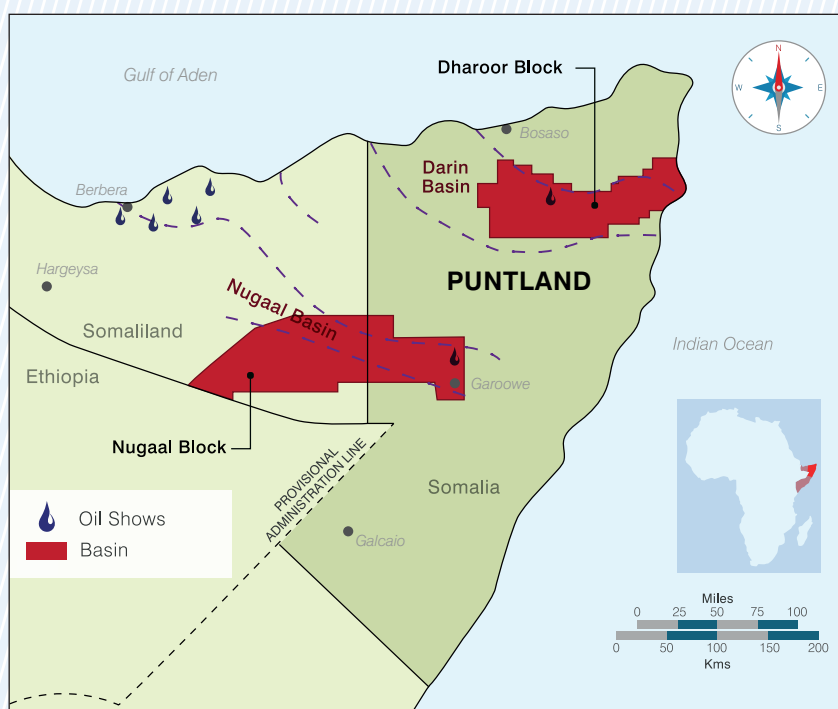 Gulf of Aden
Dharoor Block
N
W
E
S
Bosaso
Darin
Basin
Berbera
Hargeysa
PUNTLAND
Nugaal Basin
Somaliland
Indian Ocean
Ethiopia
Garoowe
Nugaal Block
PROVISIONAL
ADMINISTRATION LINE
Somalia
Oil Shows
Galcaio
Basin
Miles
0 25 50 75 100
0 50 100 150 200
Kms